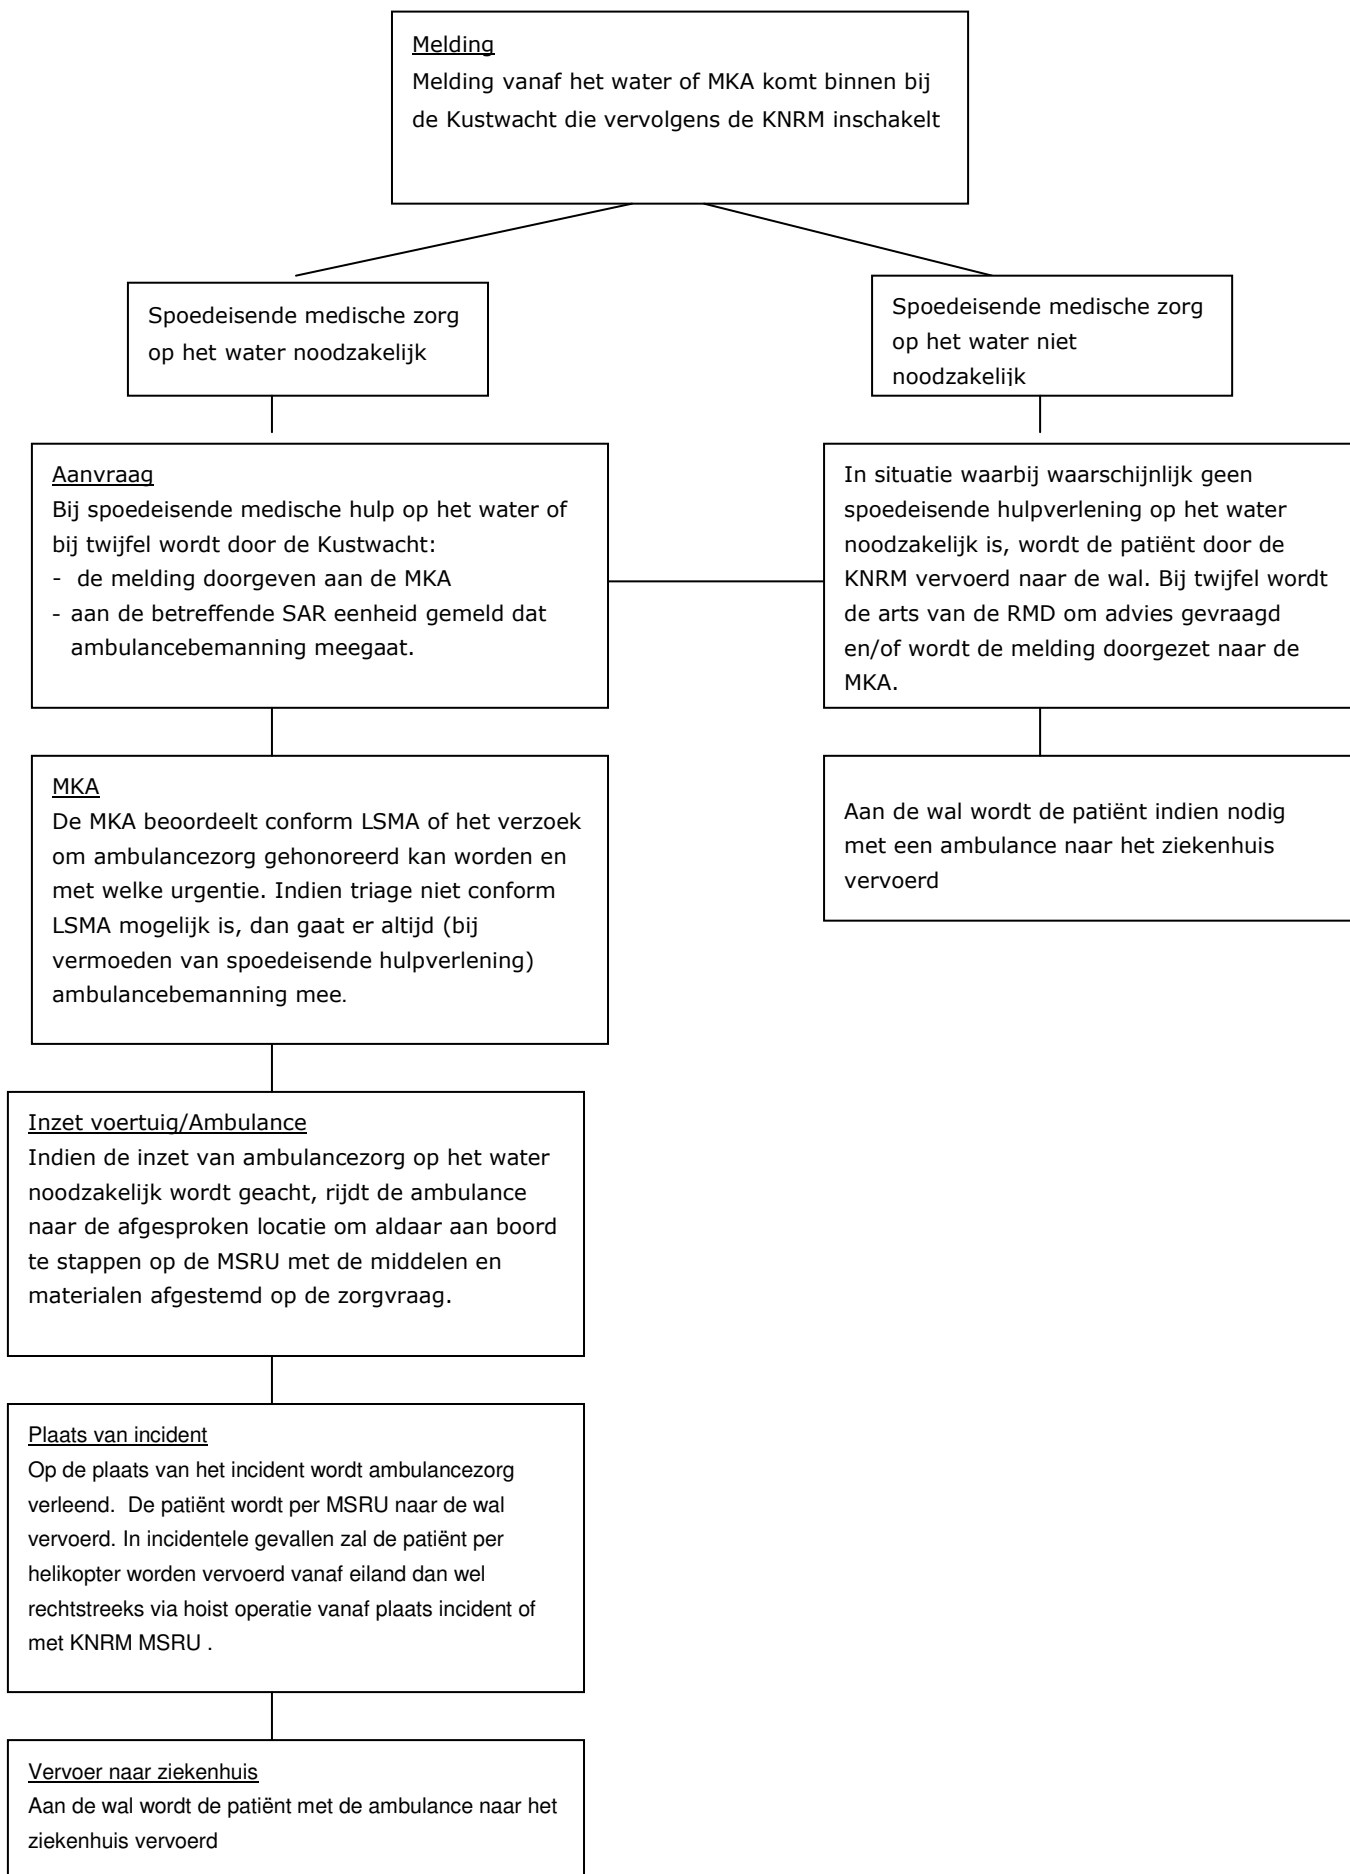 Melding
Melding vanaf het water of MKA komt binnen bij
de Kustwacht die vervolgens de KNRM inschakelt
Spoedeisende medische zorg
op het water noodzakelijk
Spoedeisende medische zorg
op het water niet
noodzakelijk
Aanvraag
Bij spoedeisende medische hulp op het water of
bij twijfel wordt door de Kustwacht:
- de melding doorgeven aan de MKA
- aan de betreffende SAR eenheid gemeld dat
ambulancebemanning meegaat.
In situatie waarbij waarschijnlijk geen
spoedeisende hulpverlening op het water
noodzakelijk is, wordt de patiënt door de
KNRM vervoerd naar de wal. Bij twijfel wordt
de arts van de RMD om advies gevraagd
en/of wordt de melding doorgezet naar de
MKA.
MKA
De MKA beoordeelt conform LSMA of het verzoek
om ambulancezorg gehonoreerd kan worden en
met welke urgentie. Indien triage niet conform
LSMA mogelijk is, dan gaat er altijd (bij
vermoeden van spoedeisende hulpverlening)
ambulancebemanning mee.
Aan de wal wordt de patiënt indien nodig
met een ambulance naar het ziekenhuis
vervoerd
Inzet voertuig/Ambulance
Indien de inzet van ambulancezorg op het water
noodzakelijk wordt geacht, rijdt de ambulance
naar de afgesproken locatie om aldaar aan boord
te stappen op de MSRU met de middelen en
materialen afgestemd op de zorgvraag.
Plaats van incident
Op de plaats van het incident wordt ambulancezorg
verleend.  De patiënt wordt per MSRU naar de wal
vervoerd. In incidentele gevallen zal de patiënt per
helikopter worden vervoerd vanaf eiland dan wel
rechtstreeks via hoist operatie vanaf plaats incident of
met KNRM MSRU .
Vervoer naar ziekenhuis
Aan de wal wordt de patiënt met de ambulance naar het
ziekenhuis vervoerd